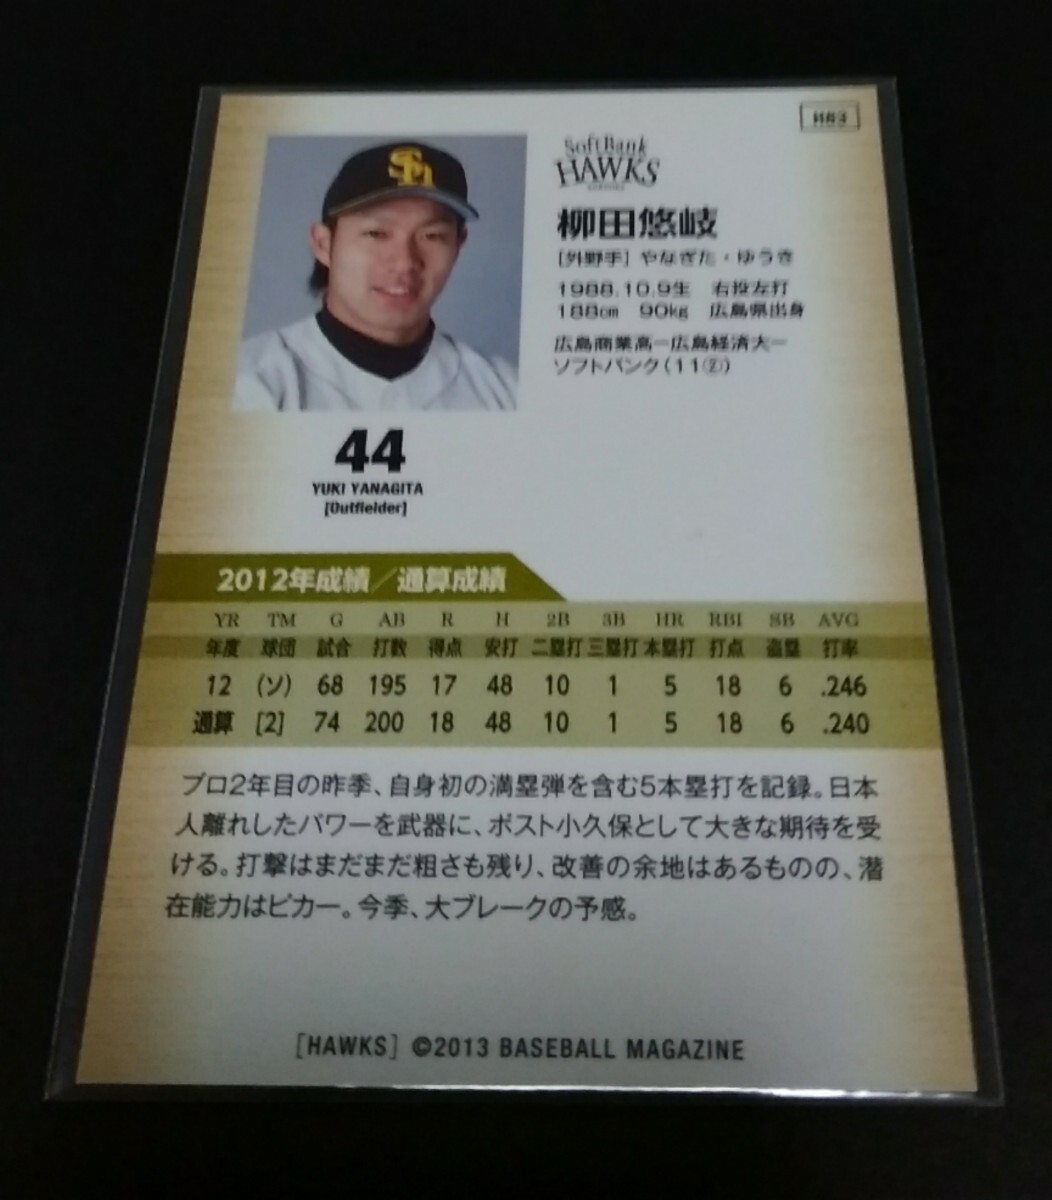 H83
SoftBank
HAWKS
柳田悠岐
[外野手] やなぎた・ゆうき
1988.10.9生 右投左打
188cm 90kg 広島県出身
広島商業高ー広島経済大ー
ソフトバンク(11②)
SH
44
YUKI YANAGITA
[Outfielder]
2012年成績/通算成績
YR TM G AB R H 2B 3B HR RBI SB AVG
年度 球団 試合 打数 得点 安打 二塁打 三塁打 本塁打 打点 盗塁 打率
12 (ソ) 68 195 17 48 10 1 5 18 6 .246
通算 [2] 74 200 18 48 10 1 5 18 6 .240
プロ2年目の昨季、自身初の満塁弾を含む5本塁打を記録。日本
人離れしたパワーを武器に、ポスト小久保として大きな期待を受
ける。打撃はまだまだ粗さも残り、改善の余地はあるものの、潜
在能力はピカ一。今季、大ブレークの予感。
[HAWKS] ©2013 BASEBALL MAGAZINE